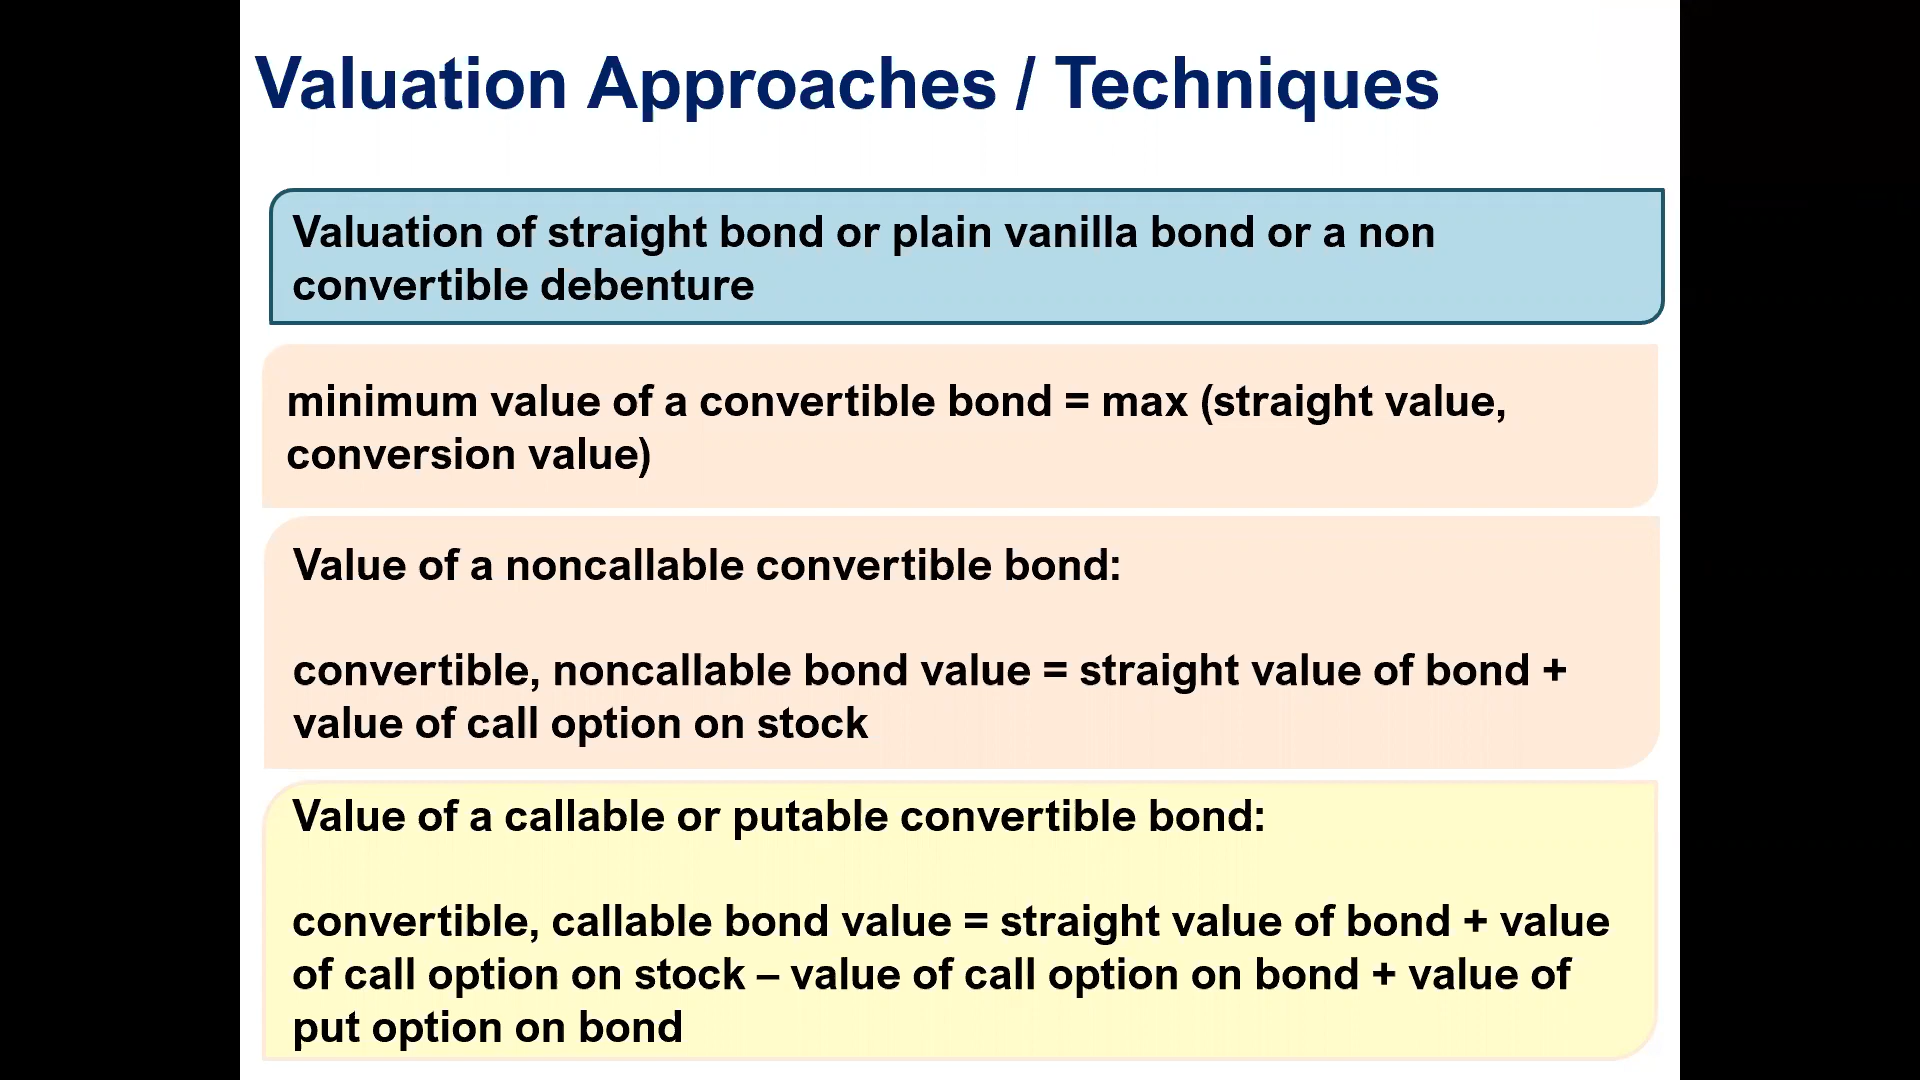 Valuation Approaches / Techniques
Valuation of straight bond or plain vanilla bond or a non
convertible debenture
minimum value of a convertible bond = max (straight value,
conversion value)
Value of a noncallable convertible bond:
convertible, noncallable bond value = straight value of bond +
value of call option on stock
Value of a callable or putable convertible bond:
convertible, callable bond value = straight value of bond + value
of call option on stock – value of call option on bond + value of
put option on bond